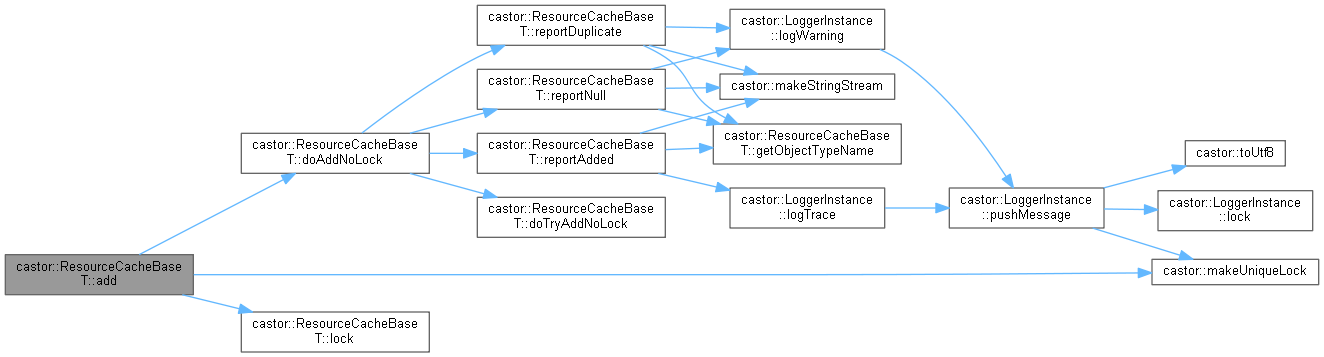 castor::ResourceCacheBase
T::add
castor::ResourceCacheBase
T::doAddNoLock
castor::ResourceCacheBase
T::lock
castor::ResourceCacheBase
T::reportDuplicate
castor::ResourceCacheBase
T::reportNull
castor::ResourceCacheBase
T::reportAdded
castor::ResourceCacheBase
T::doTryAddNoLock
castor::LoggerInstance
::logWarning
castor::makeStringStream
castor::ResourceCacheBase
T::getObjectTypeName
castor::LoggerInstance
::logTrace
castor::LoggerInstance
::pushMessage
castor::toUtf8
castor::LoggerInstance
::lock
castor::makeUniqueLock